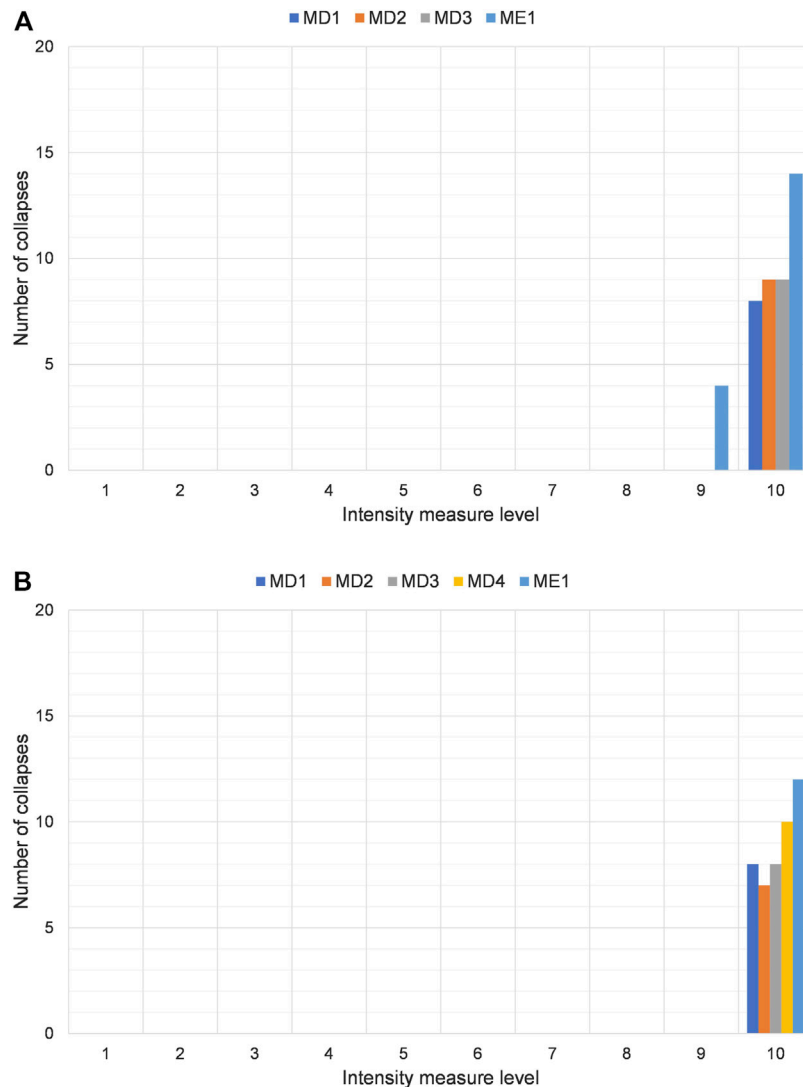 A
MD1 MD2 MD3 ME1
20
15
10
5
0
Number of collapses
1 2 3 4 5 6 7 8 9 10
Intensity measure level
B
MD1 MD2 MD3 MD4 ME1
20
15
10
5
0
Number of collapses
1 2 3 4 5 6 7 8 9 10
Intensity measure level